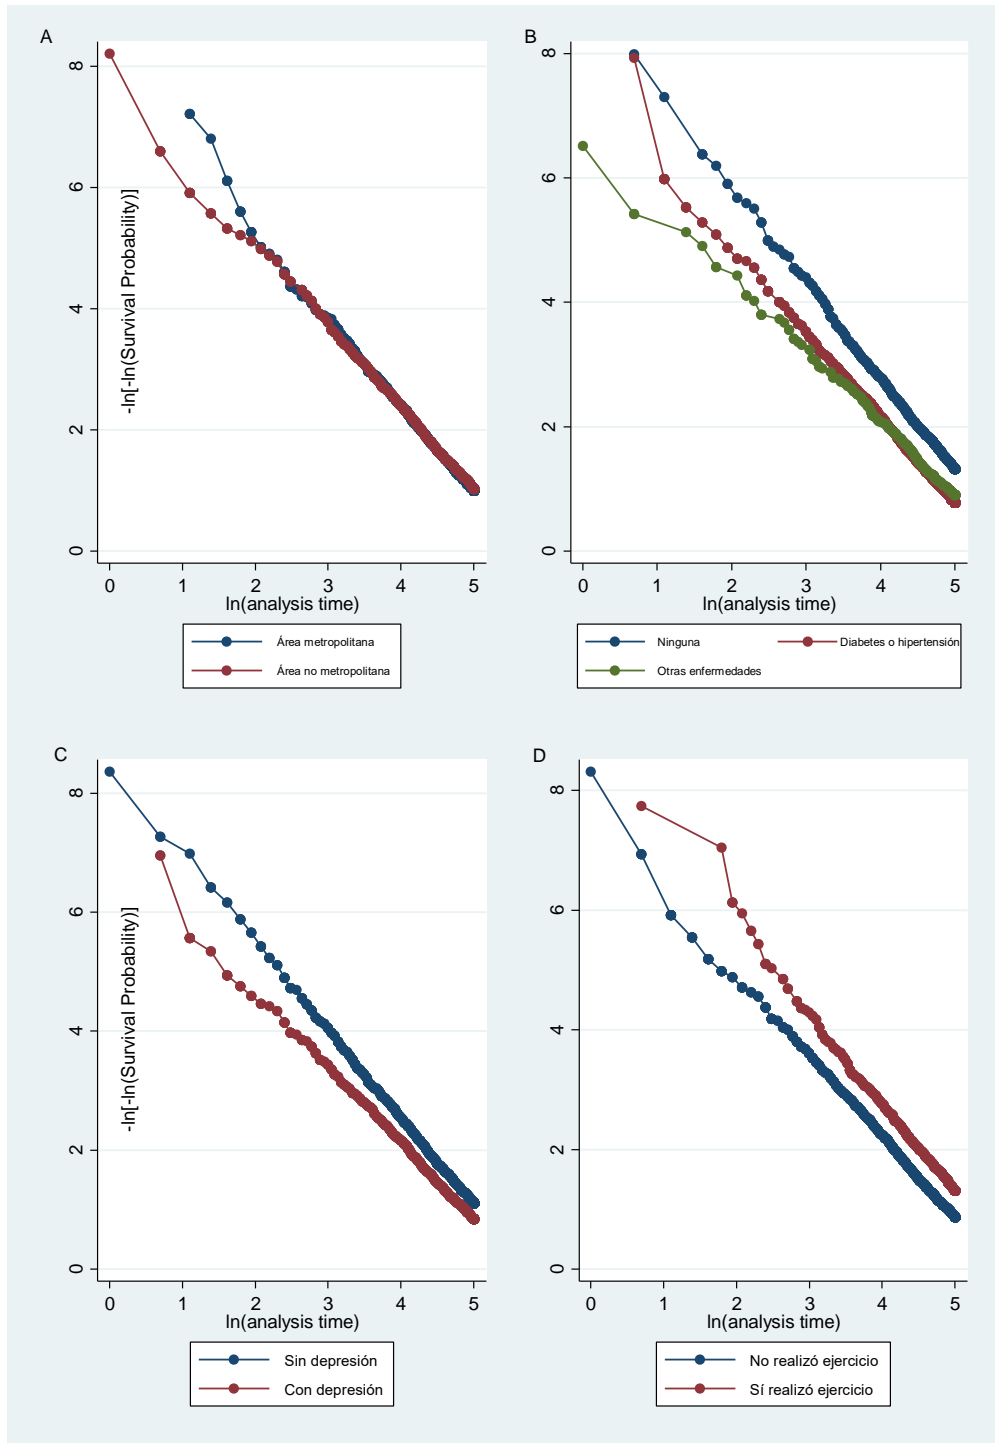 A
8
6
4
2
0
-ln[-ln(Survival Probability)]
0 1 2 3 4 5
ln(analysis time)
Área metropolitana
Área no metropolitana
B
8
6
4
2
0
0 1 2 3 4 5
ln(analysis time)
Ninguna Diabetes o hipertensión
Otras enfermedades
C
8
6
4
2
0
-ln[-ln(Survival Probability)]
0 1 2 3 4 5
ln(analysis time)
Sin depresión
Con depresión
D
8
6
4
2
0
0 1 2 3 4 5
ln(analysis time)
No realizó ejercicio
Sí realizó ejercicio